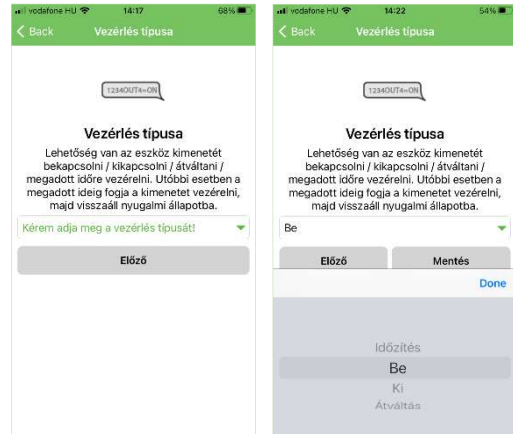 vodafone HU 14:17 68%
Back Vezérlés típusa
1234OUT4=ON
Vezérlés típusa
Lehetőség van az eszköz kimenetét
bekapcsolni / kikapcsolni / átváltani /
megadott időre vezérelni. Utóbbi esetben a
megadott ideig fogja a kimenetet vezérelni,
majd visszaáll nyugalmi állapotba.
Kérem adja meg a vezérlés típusát!
Előző
vodafone HU 14:22 54%
Back Vezérlés típusa
1234OUT4=ON
Vezérlés típusa
Lehetőség van az eszköz kimenetét
bekapcsolni / kikapcsolni / átváltani /
megadott időre vezérelni. Utóbbi esetben a
megadott ideig fogja a kimenetet vezérelni,
majd visszaáll nyugalmi állapotba.
Be
Előző Mentés
Done
Időzítés
Be
Ki
Átváltás